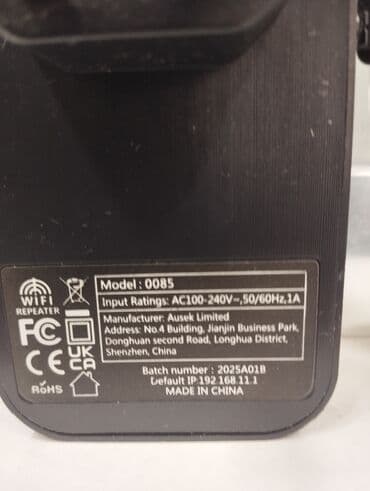 WiFi
REPEATER
FC
CE
UK
CA
RoHS
Model : 0085
Input Ratings: AC100-240V~,50/60Hz,1A
Manufacturer: Ausek Limited
Address: No.4 Building, Jianjin Business Park,
Donghuan second Road, Longhua District,
Shenzhen, China
Batch number : 2025A01B
Default IP:192.168.11.1
MADE IN CHINA